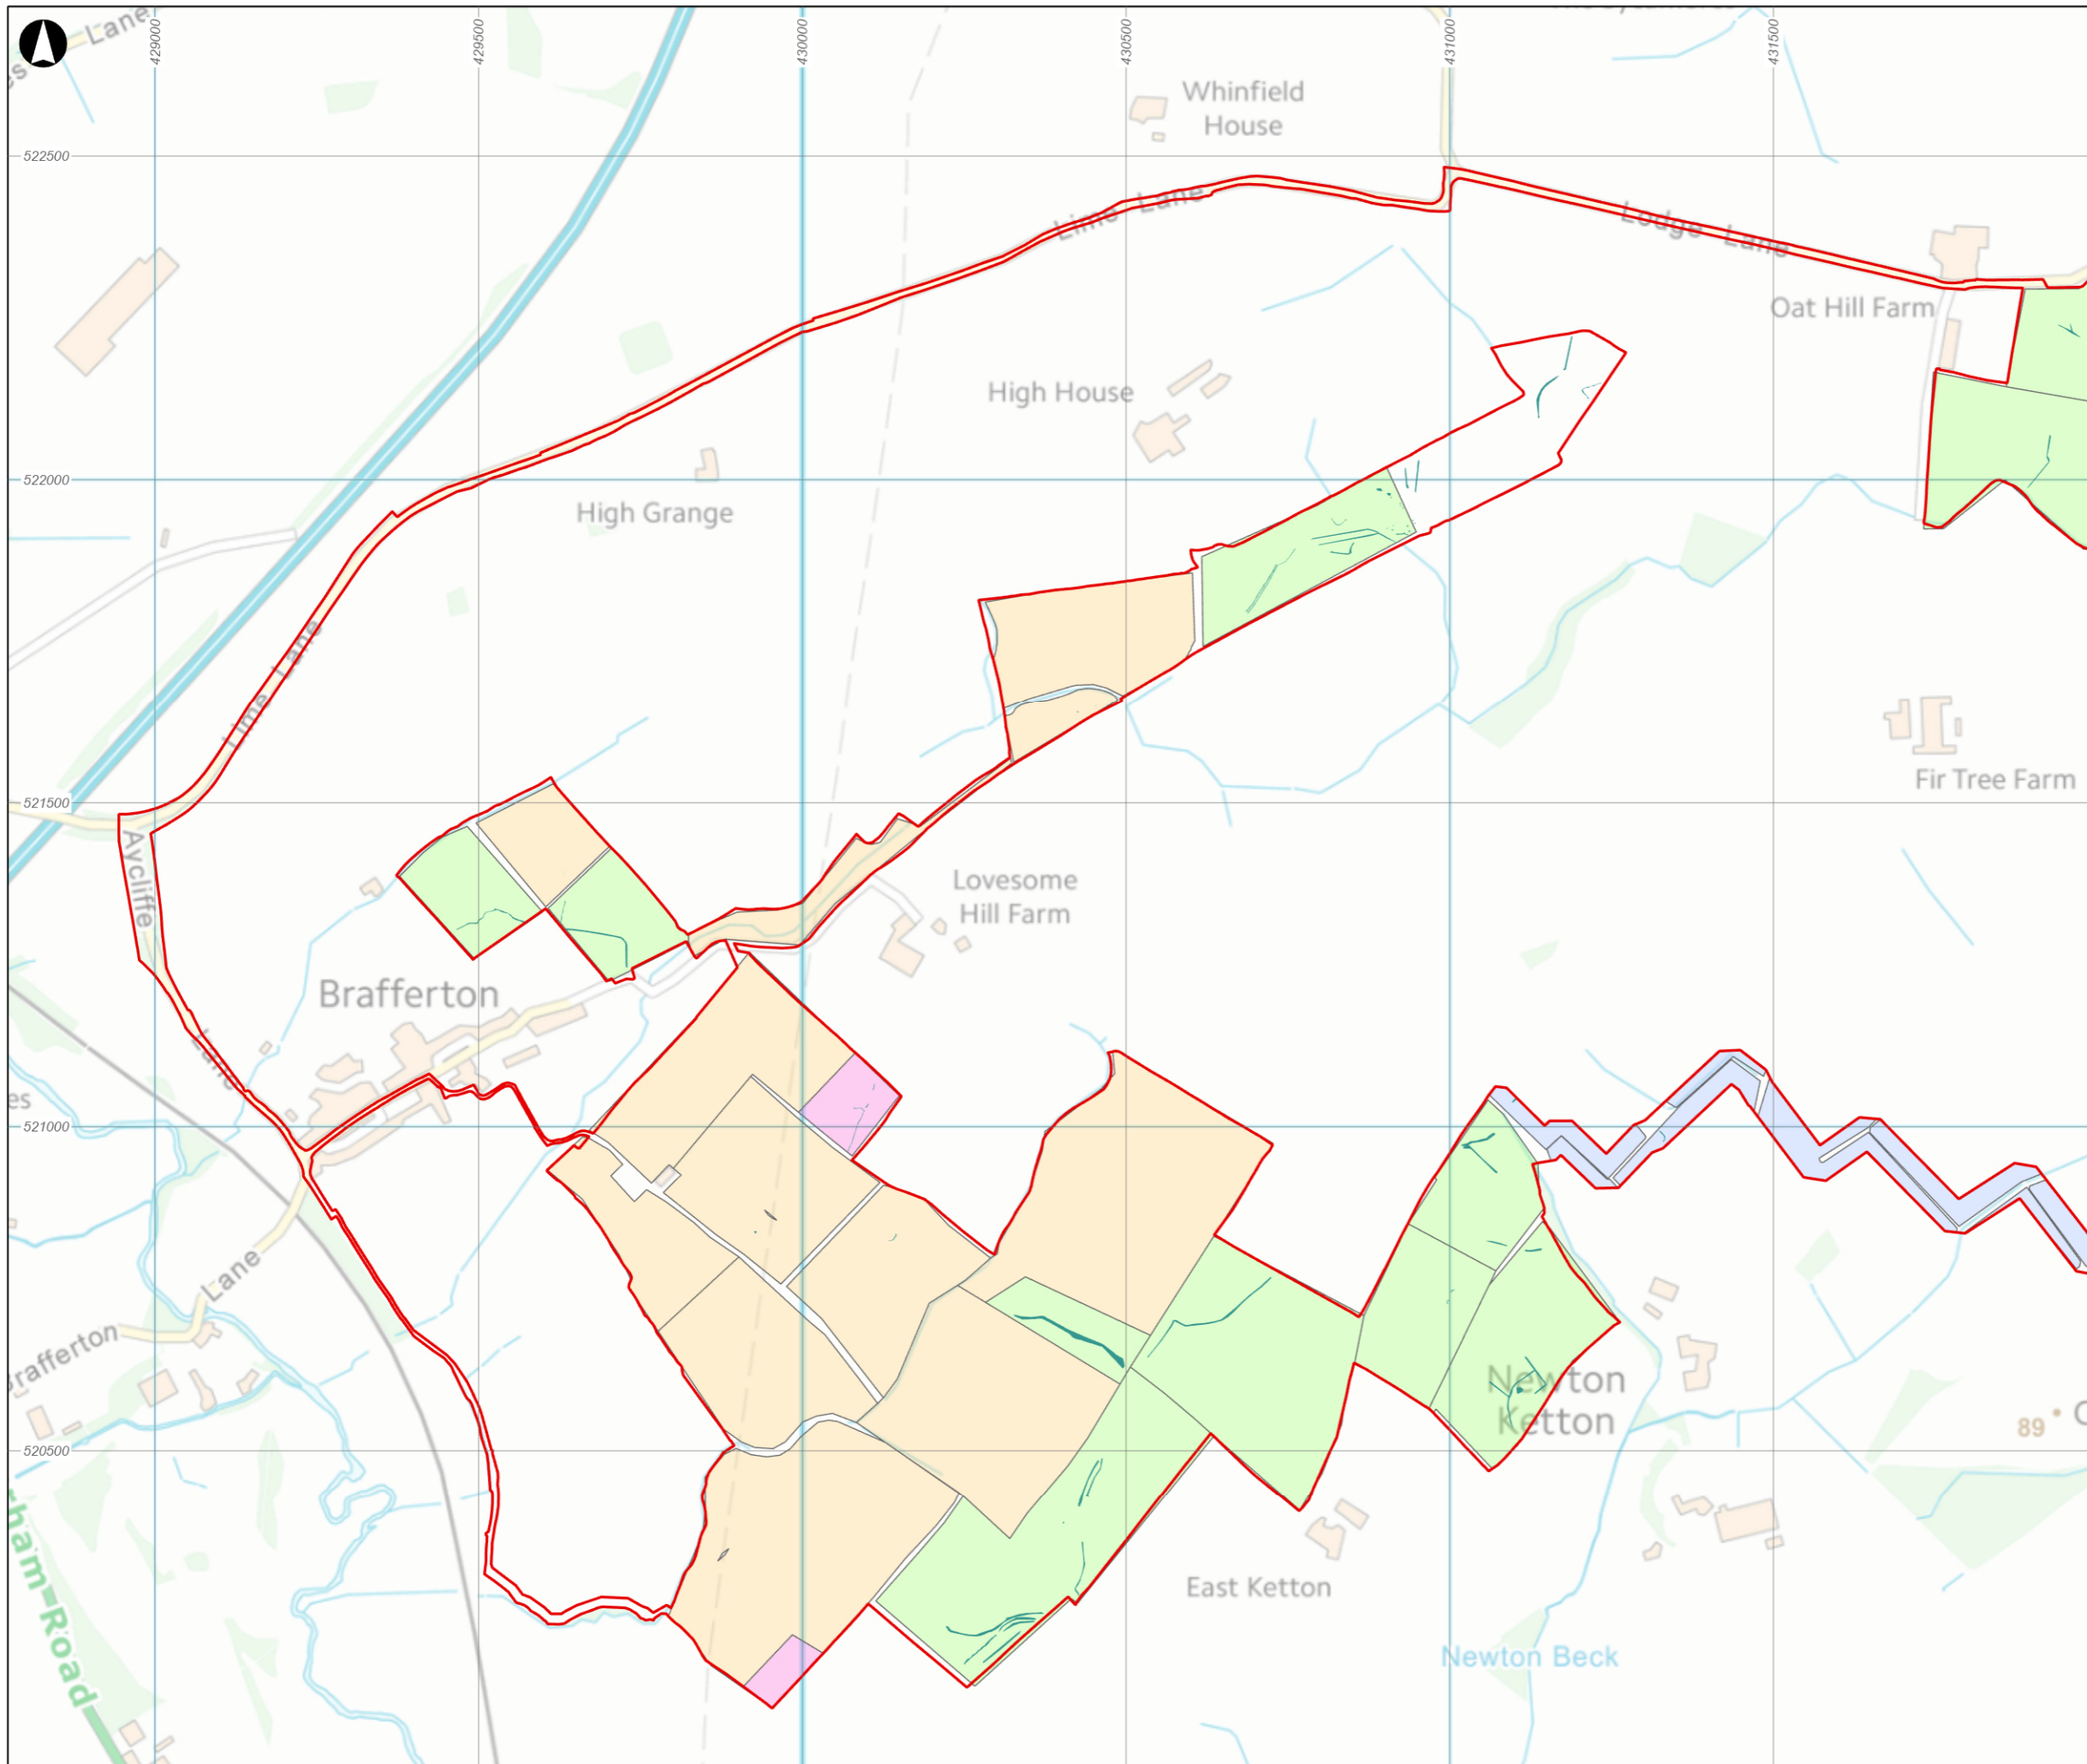 Lane
429000
429500
430000
430500
431000
431500
Whinfield
House
522500
Lime Lane
Lodge Lane
Oat Hill Farm
High House
522000
High Grange
Lime Lane
Fir Tree Farm
521500
Aycliffe
Lane
Lovesome
Hill Farm
Brafferton
es
521000
Lane
Brafferton
Newton
Ketton
89
520500
East Ketton
rham Road
Newton Beck